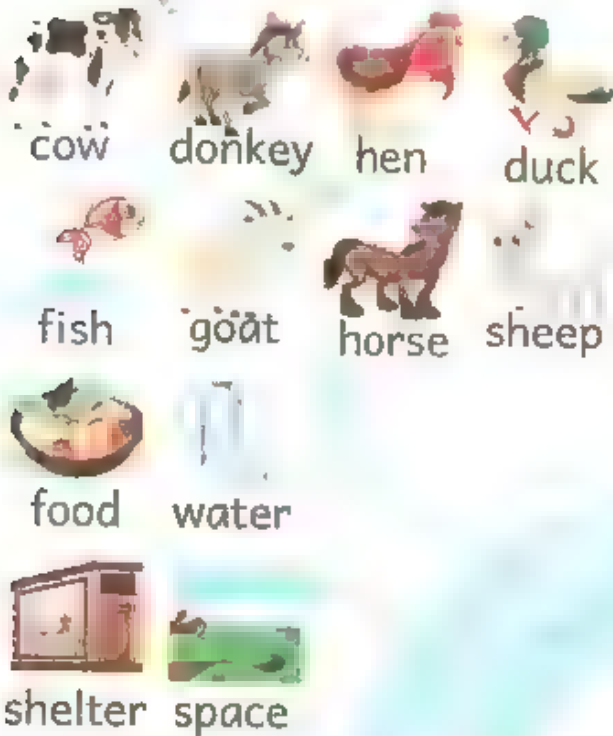 cow donkey hen duck
fish goat horse sheep
food water
shelter space